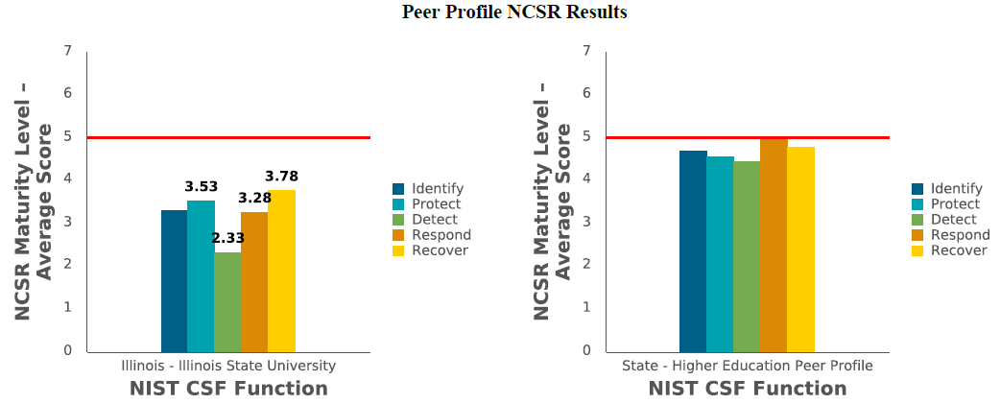 Peer Profile NCSR Results
NCSR Maturity Level –
Average Score
7
6
5
4
3
2
1
0
3.53
2.33
3.28
3.78
Illinois - Illinois State University
NIST CSF Function
Identify
Protect
Detect
Respond
Recover
NCSR Maturity Level –
Average Score
7
6
5
4
3
2
1
0
State - Higher Education Peer Profile
NIST CSF Function
Identify
Protect
Detect
Respond
Recover